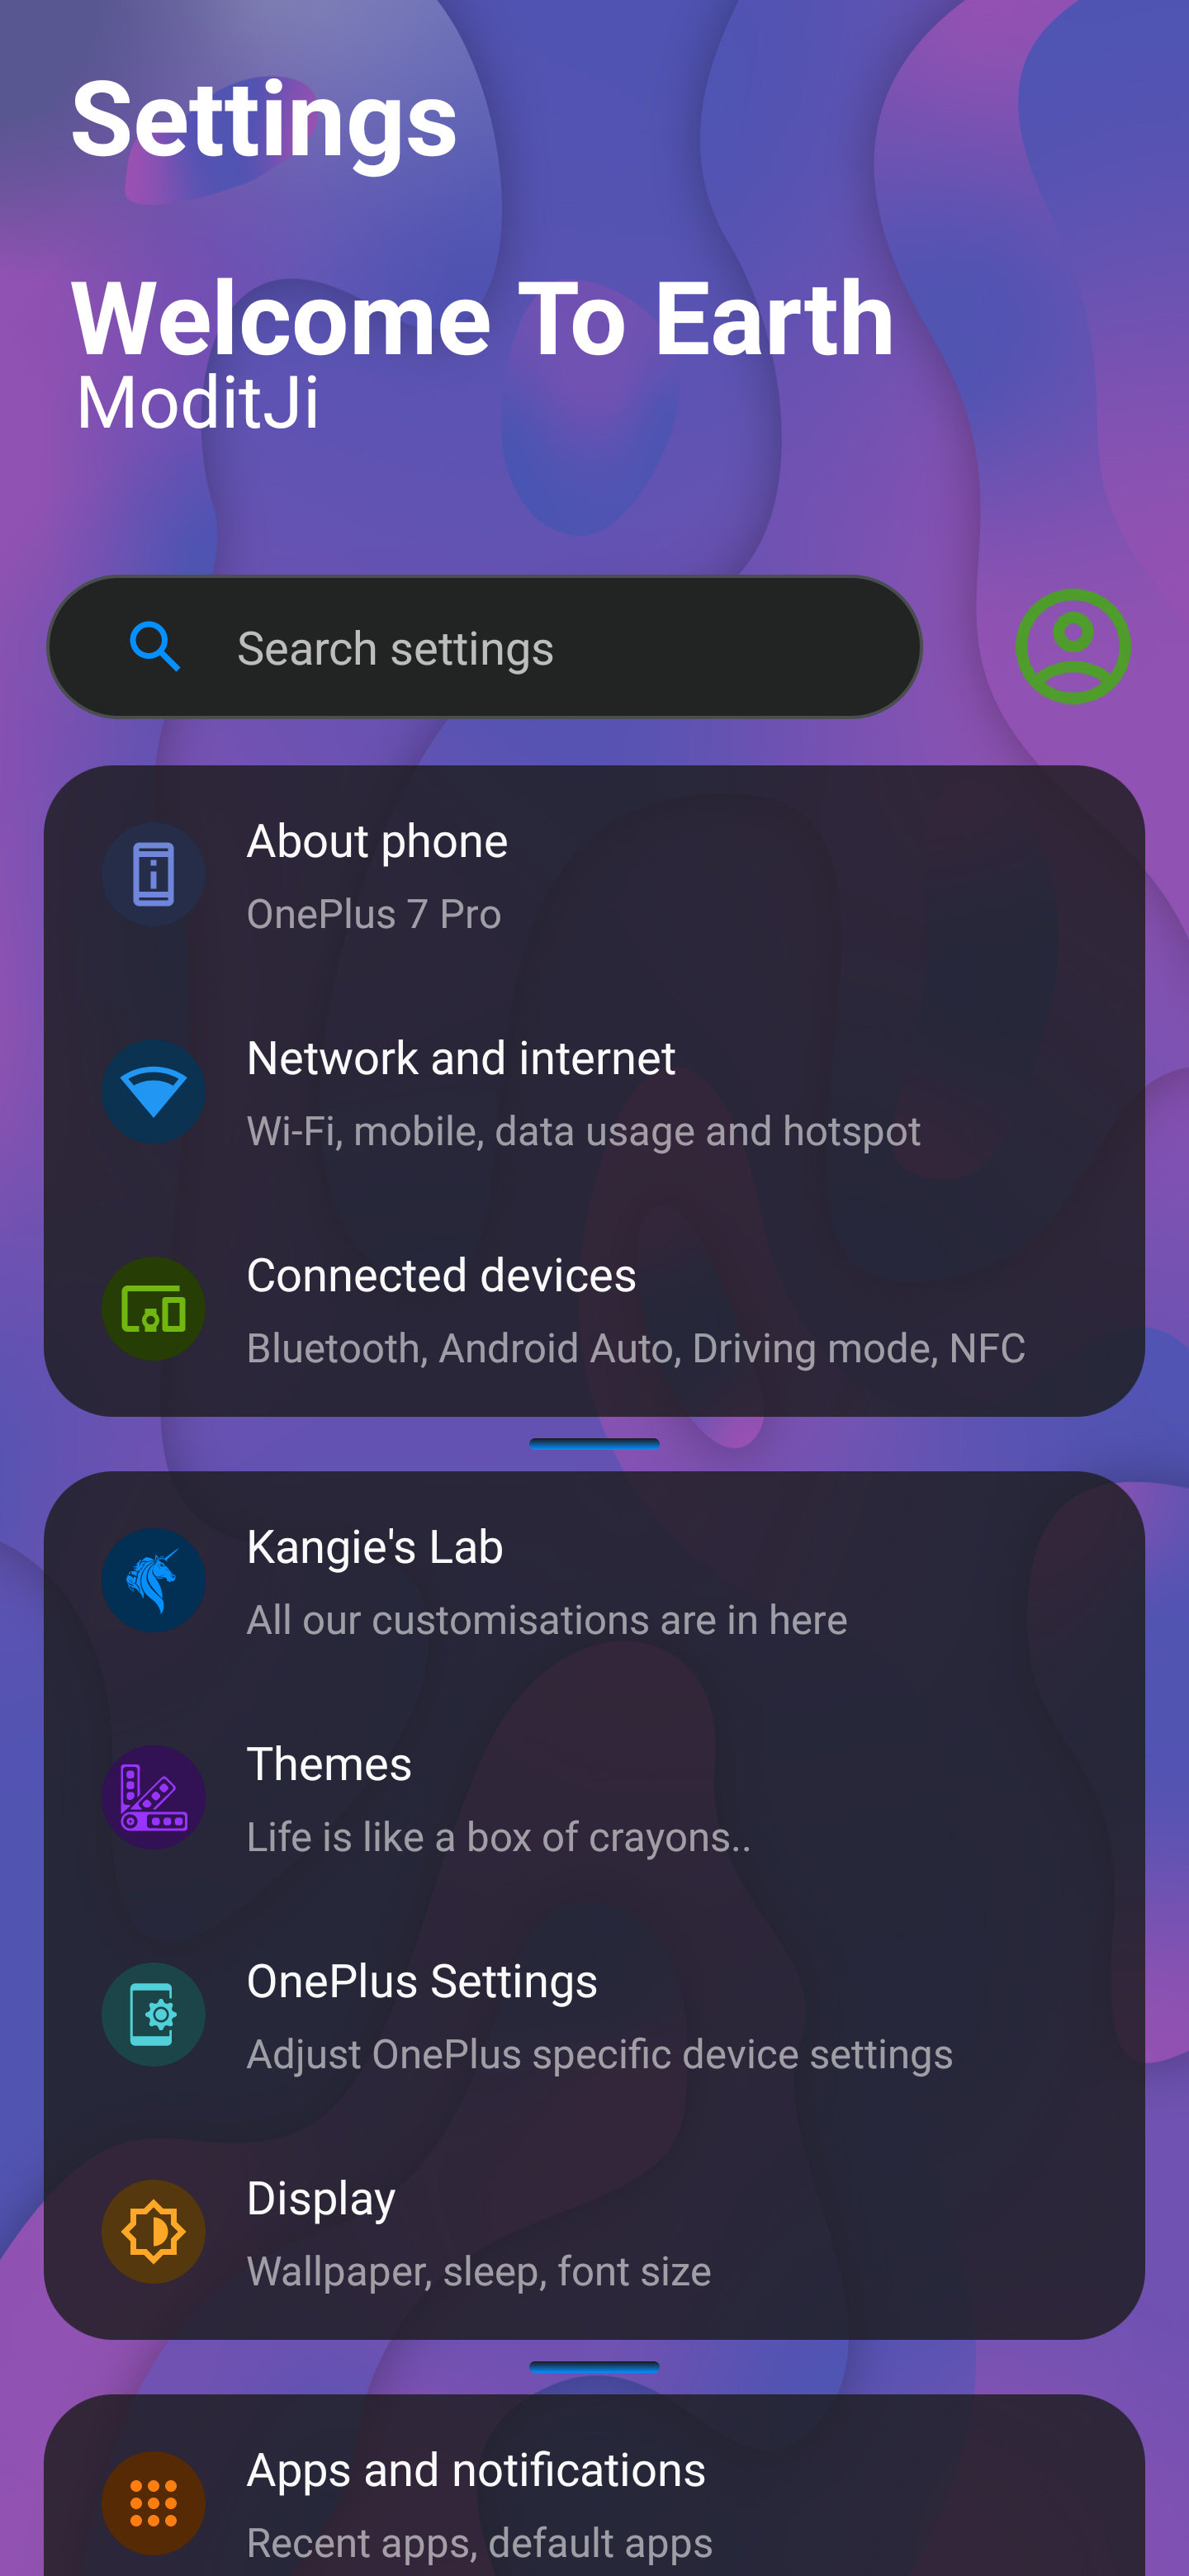 Settings
Welcome To Earth
ModitJi
Search settings
About phone
OnePlus 7 Pro
Network and internet
Wi-Fi, mobile, data usage and hotspot
Connected devices
Bluetooth, Android Auto, Driving mode, NFC
Kangie's Lab
All our customisations are in here
Themes
Life is like a box of crayons..
OnePlus Settings
Adjust OnePlus specific device settings
Display
Wallpaper, sleep, font size
Apps and notifications
Recent apps, default apps